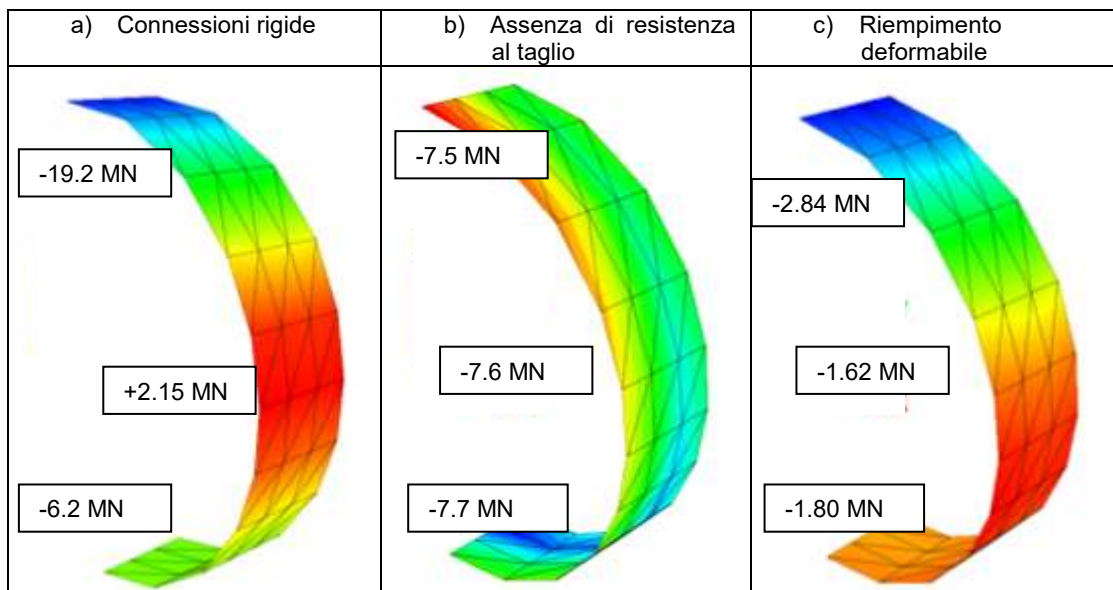 a) Connessioni rigide
b) Assenza di resistenza
al taglio
c) Riempimento
deformabile
-19.2 MN
+2.15 MN
-6.2 MN
-7.5 MN
-7.6 MN
-7.7 MN
-2.84 MN
-1.62 MN
-1.80 MN